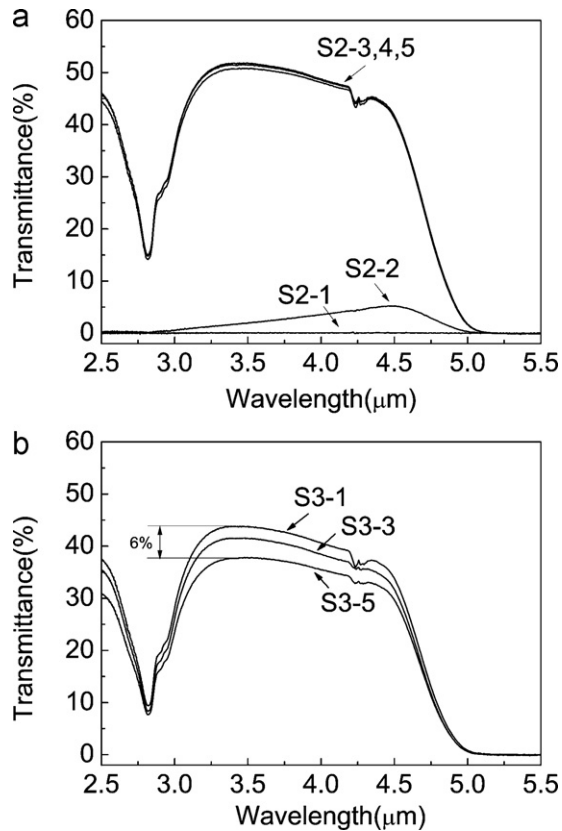 a
60
50
40
30
20
10
0
Transmittance(%)
S2-3,4,5
S2-2
S2-1
2.5 3.0 3.5 4.0 4.5 5.0 5.5
Wavelength(μm)
b
60
50
40
30
20
10
0
Transmittance(%)
6%
S3-1
S3-3
S3-5
2.5 3.0 3.5 4.0 4.5 5.0 5.5
Wavelength(μm)